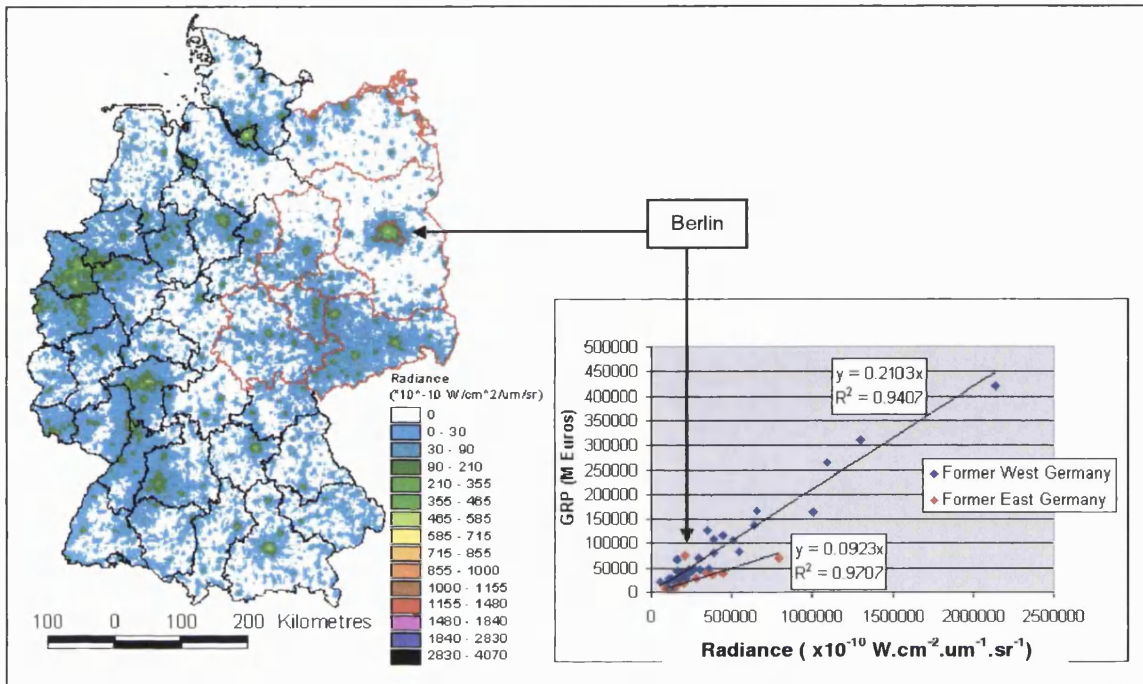 Berlin
Radiance
(*10^-10 W/cm^2/um/sr)
0
0 - 30
30 - 90
90 - 210
210 - 355
355 - 465
465 - 585
585 - 715
715 - 855
855 - 1000
1000 - 1155
1155 - 1480
1480 - 1840
1840 - 2830
2830 - 4070
100 0 100 200 Kilometres
GRP (M Euros)
500000
450000
400000
350000
300000
250000
200000
150000
100000
50000
0
y = 0.2103x
R² = 0.9407
y = 0.0923x
R² = 0.9707
Former West Germany
Former East Germany
0 500000 1000000 1500000 2000000 2500000
Radiance ( x10⁻¹⁰ W.cm⁻².um⁻¹.sr⁻¹)